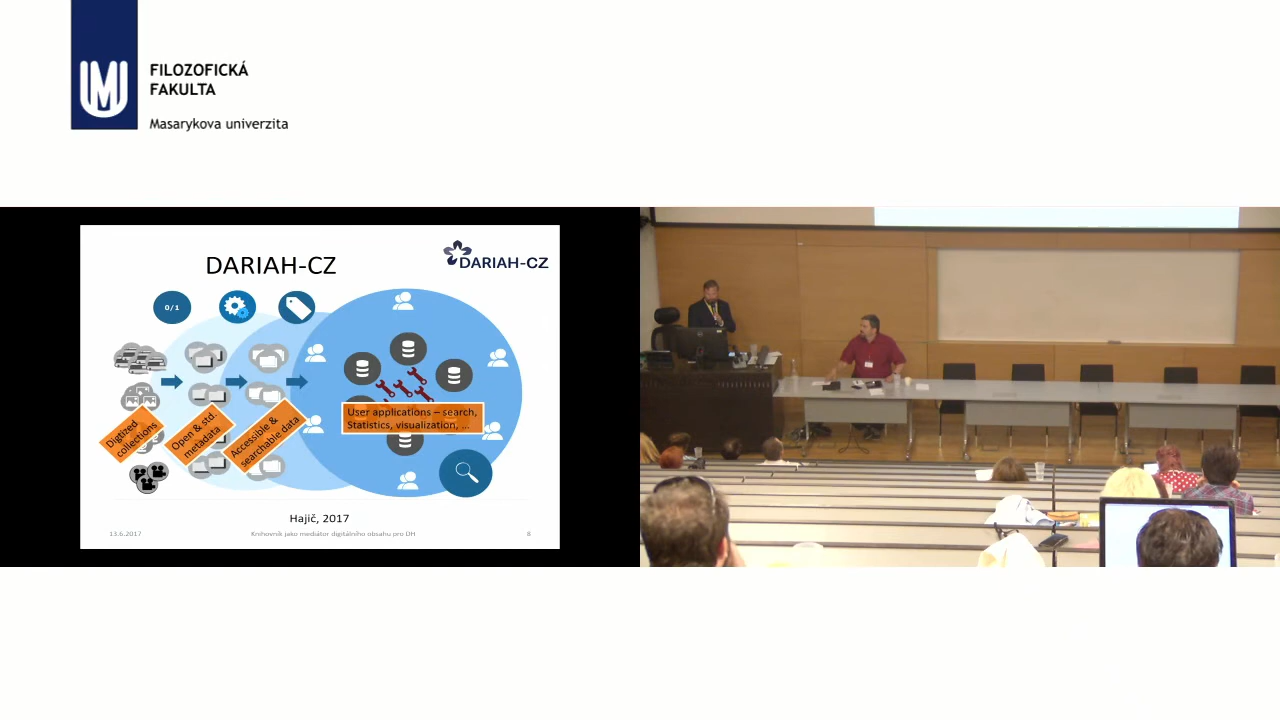 FILOZOFICKÁ
FAKULTA
Masarykova univerzita
DARIAH-CZ
DARIAH-CZ
0/1
Digtized
collections
Open & std.
metadata
Accessible &
searchable data
User applications – search,
Statistics, visualization, ...
Hajič, 2017
13.6.2017
Knihovník jako mediátor digitálního obsahu pro DH
8